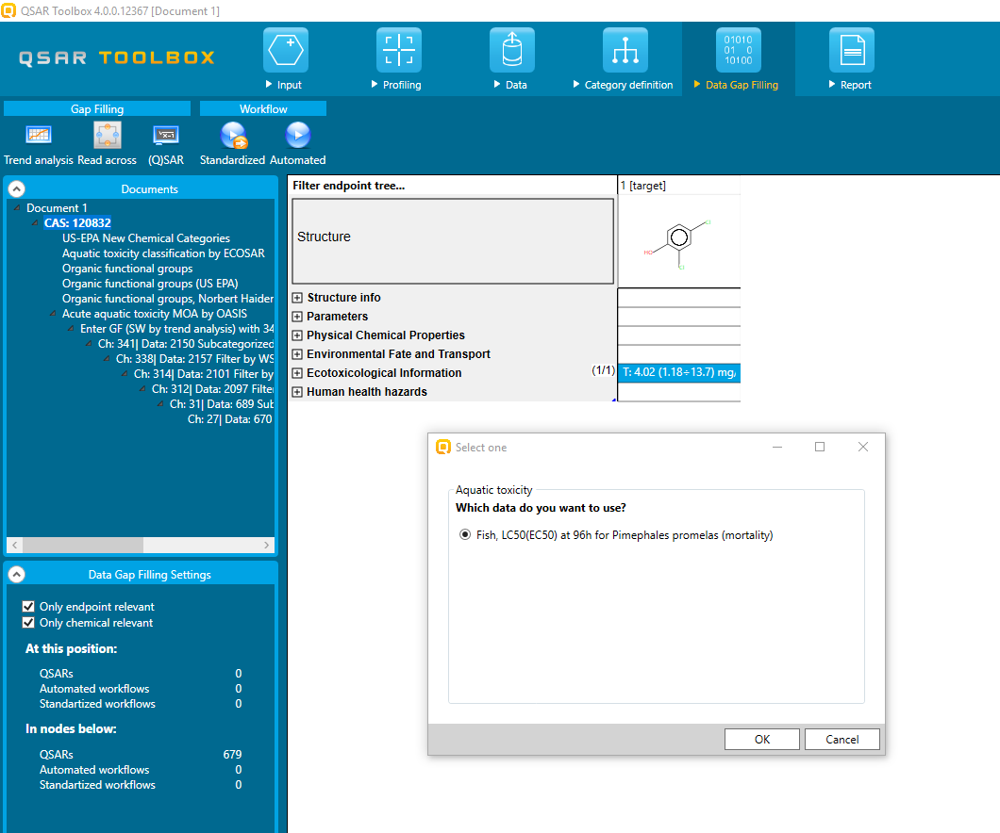 QSAR Toolbox 4.0.0.12367 [Document 1]
QSAR TOOLBOX
Input
Profiling
Data
Category definition
01010
01 0
10100
Data Gap Filling
Report
Gap Filling
Workflow
Trend analysis
Read across
(Q)SAR
Standardized
Automated
Documents
Document 1
CAS: 120832
US-EPA New Chemical Categories
Aquatic toxicity classification by ECOSAR
Organic functional groups
Organic functional groups (US EPA)
Organic functional groups, Norbert Haider
Acute aquatic toxicity MOA by OASIS
Enter GF (SW by trend analysis) with 34
Ch: 341| Data: 2150 Subcategorized
Ch: 338| Data: 2157 Filter by WS
Ch: 314| Data: 2101 Filter by
Ch: 312| Data: 2097 Filte
Ch: 31| Data: 689 Sub
Ch: 27| Data: 670
Data Gap Filling Settings
Only endpoint relevant
Only chemical relevant
At this position:
QSARs 0
Automated workflows 0
Standartized workflows 0
In nodes below:
QSARs 679
Automated workflows 0
Standartized workflows 0
Filter endpoint tree...
1 [target]
Structure
Cl
HO
Cl
Structure info
Parameters
Physical Chemical Properties
Environmental Fate and Transport
Ecotoxicological Information (1/1) T: 4.02 (1.18÷13.7) mg/
Human health hazards
Select one
Aquatic toxicity
Which data do you want to use?
Fish, LC50(EC50) at 96h for Pimephales promelas (mortality)
OK
Cancel